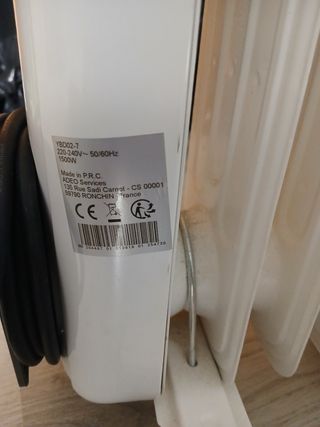 YBD02-7
220-240V~ 50/60Hz
1500W
Made in P.R.C.
ADEO Services
135 Rue Sadi Carnot - CS 00001
59790 RONCHIN - France
CE